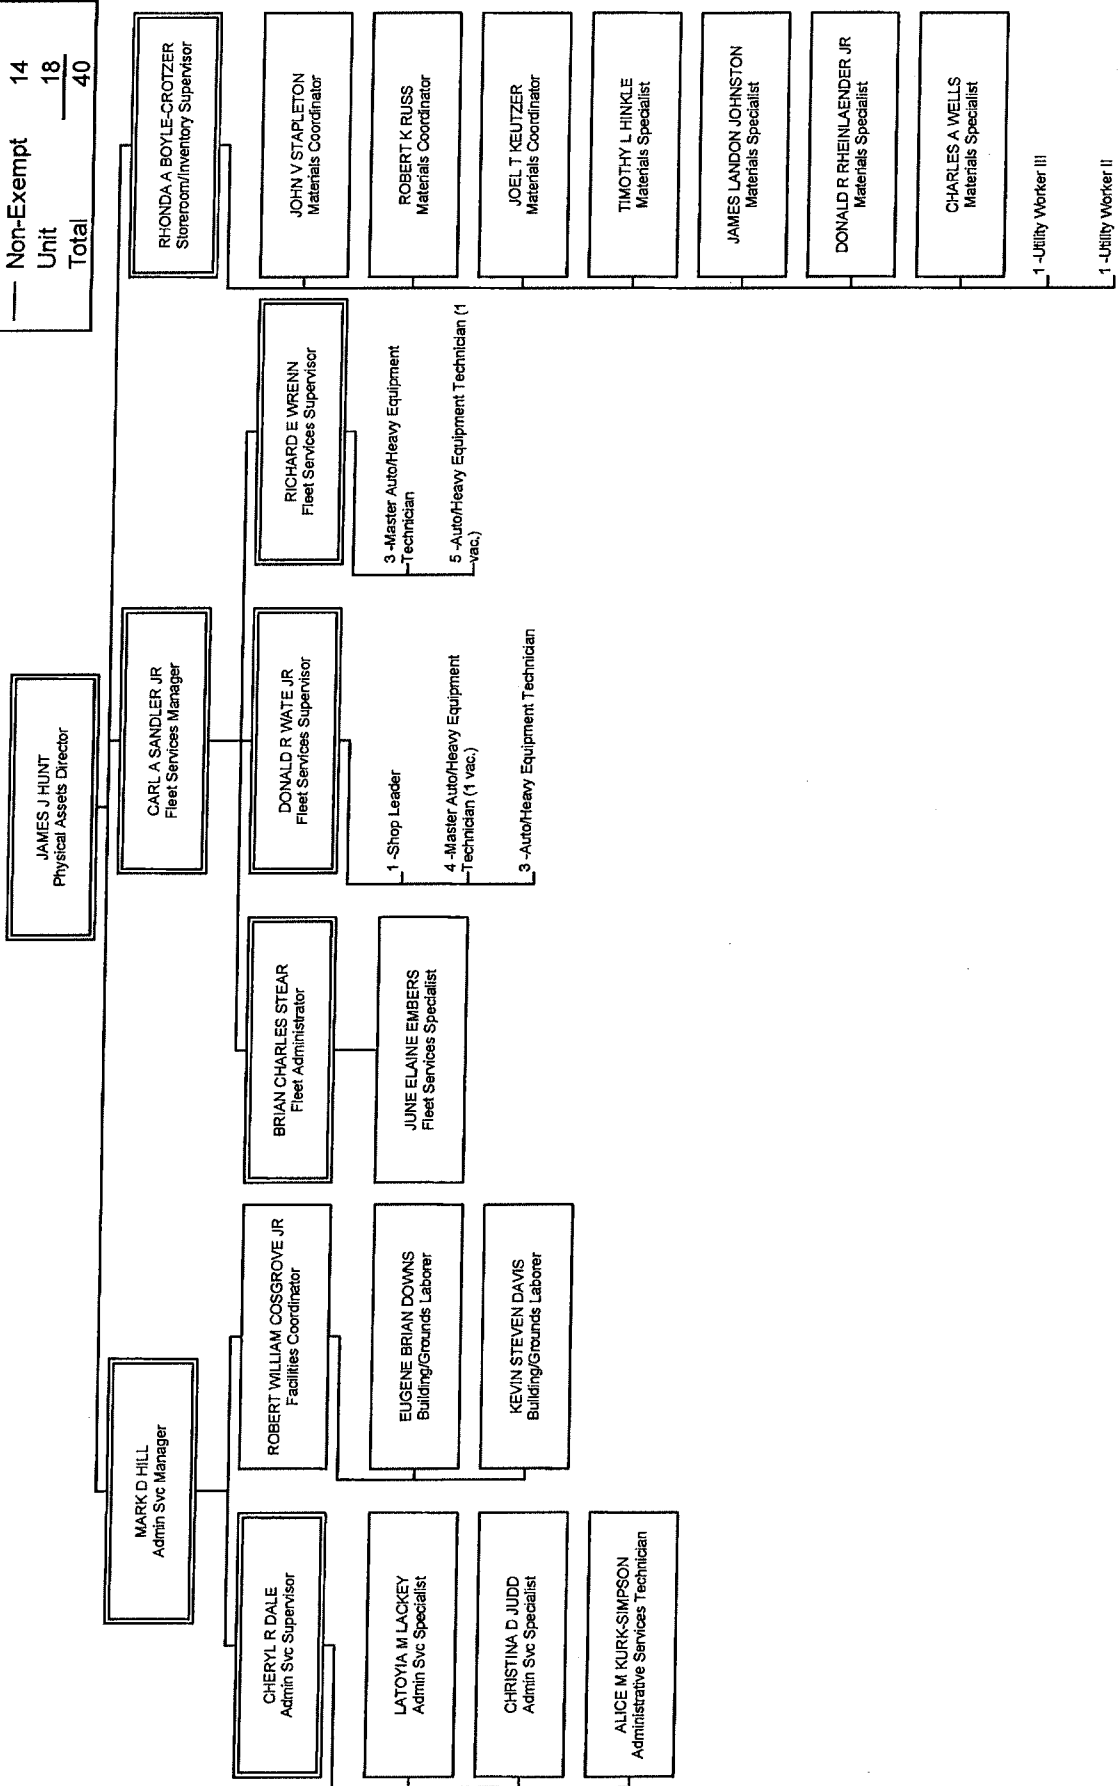 Non-Exempt 14
Unit 18
Total 40
JAMES J HUNT
Physical Assets Director
MARK D HILL
Admin Svc Manager
CARL A SANDLER JR
Fleet Services Manager
RHONDA A BOYLE-CROTZER
Storeroom/Inventory Supervisor
CHERYL R DALE
Admin Svc Supervisor
LATOYIA M LACKEY
Admin Svc Specialist
CHRISTINA D JUDD
Admin Svc Specialist
ALICE M KURK-SIMPSON
Administrative Services Technician
ROBERT WILLIAM COSGROVE JR
Facilities Coordinator
EUGENE BRIAN DOWNS
Building/Grounds Laborer
KEVIN STEVEN DAVIS
Building/Grounds Laborer
BRIAN CHARLES STEAR
Fleet Administrator
JUNE ELAINE EMBERS
Fleet Services Specialist
DONALD R WATE JR
Fleet Services Supervisor
1 -Shop Leader
4 -Master Auto/Heavy Equipment
Technician (1 vac.)
3 -Auto/Heavy Equipment Technician
RICHARD E WRENN
Fleet Services Supervisor
3 -Master Auto/Heavy Equipment
Technician
5 -Auto/Heavy Equipment Technician (1
vac.)
JOHN V STAPLETON
Materials Coordinator
ROBERT K RUSS
Materials Coordinator
JOEL T KEUTZER
Materials Coordinator
TIMOTHY L HINKLE
Materials Specialist
JAMES LANDON JOHNSTON
Materials Specialist
DONALD R RHEINLAENDER JR
Materials Specialist
CHARLES A WELLS
Materials Specialist
1 -Utility Worker III
1 -Utility Worker II